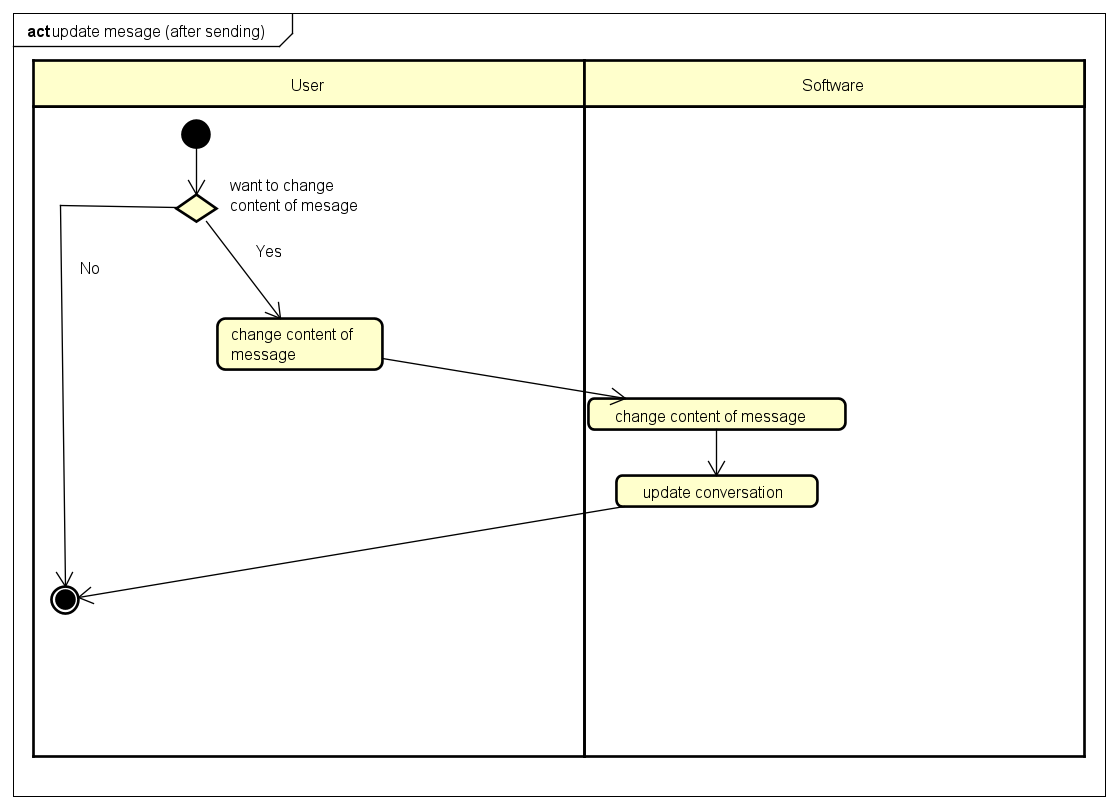 act update mesage (after sending)
User
Software
want to change
content of mesage
Yes
No
change content of
message
change content of message
update conversation